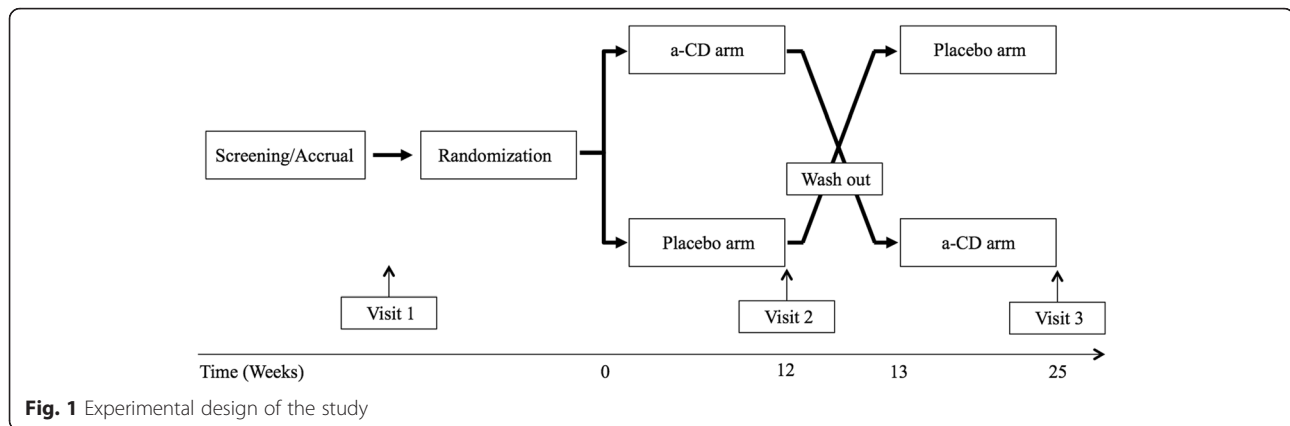 a-CD arm
Placebo arm
Screening/Accrual
Randomization
Wash out
Placebo arm
a-CD arm
Visit 1
Visit 2
Visit 3
Time (Weeks)
0
12
13
25
Fig. 1 Experimental design of the study